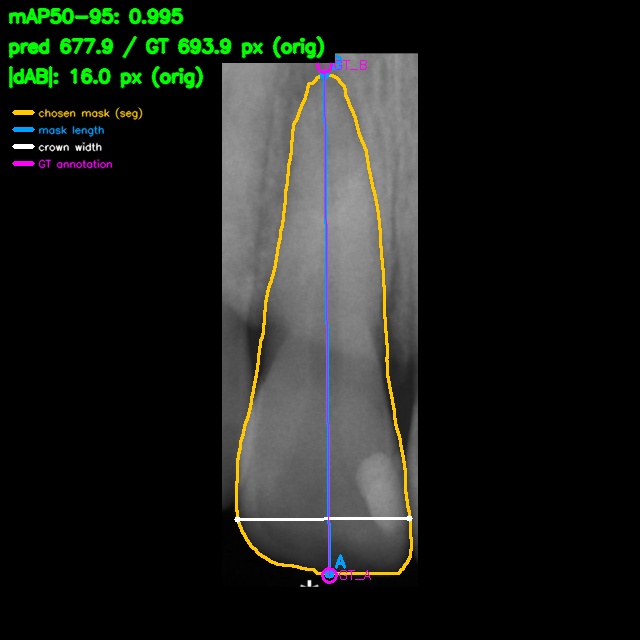 mAP50-95: 0.995
pred 677.9 / GT 693.9 px (orig)
|dAB|: 16.0 px (orig)
chosen mask (seg)
mask length
crown width
GT annotation
GT_B
A
GT_A